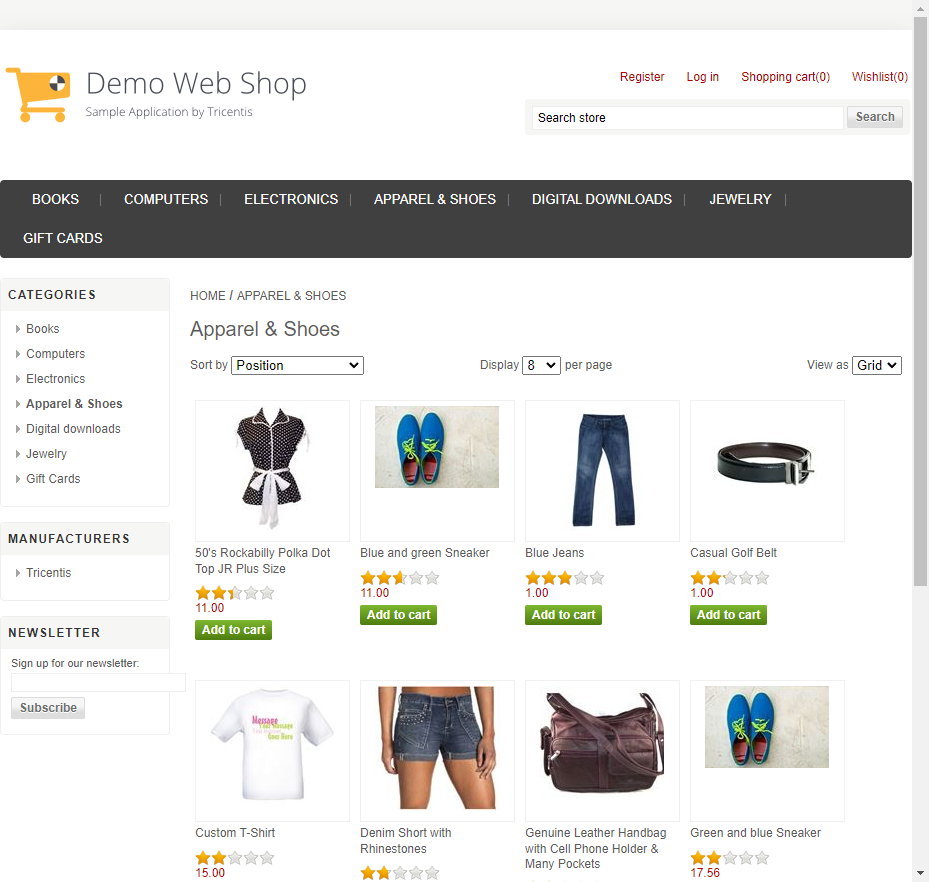 Demo Web Shop
Sample Application by Tricentis
Register Log in Shopping cart(0) Wishlist(0)
Search store Search
BOOKS COMPUTERS ELECTRONICS APPAREL & SHOES DIGITAL DOWNLOADS JEWELRY
GIFT CARDS
CATEGORIES
Books
Computers
Electronics
Apparel & Shoes
Digital downloads
Jewelry
Gift Cards
MANUFACTURERS
Tricentis
NEWSLETTER
Sign up for our newsletter:
Subscribe
HOME / APPAREL & SHOES
Apparel & Shoes
Sort by Position Display 8 per page View as Grid
50's Rockabilly Polka Dot
Top JR Plus Size
11.00
Add to cart
Blue and green Sneaker
11.00
Add to cart
Blue Jeans
1.00
Add to cart
Casual Golf Belt
1.00
Add to cart
Message
Your Message
Goes Here
Custom T-Shirt
15.00
Denim Short with
Rhinestones
Genuine Leather Handbag
with Cell Phone Holder &
Many Pockets
Green and blue Sneaker
17.56